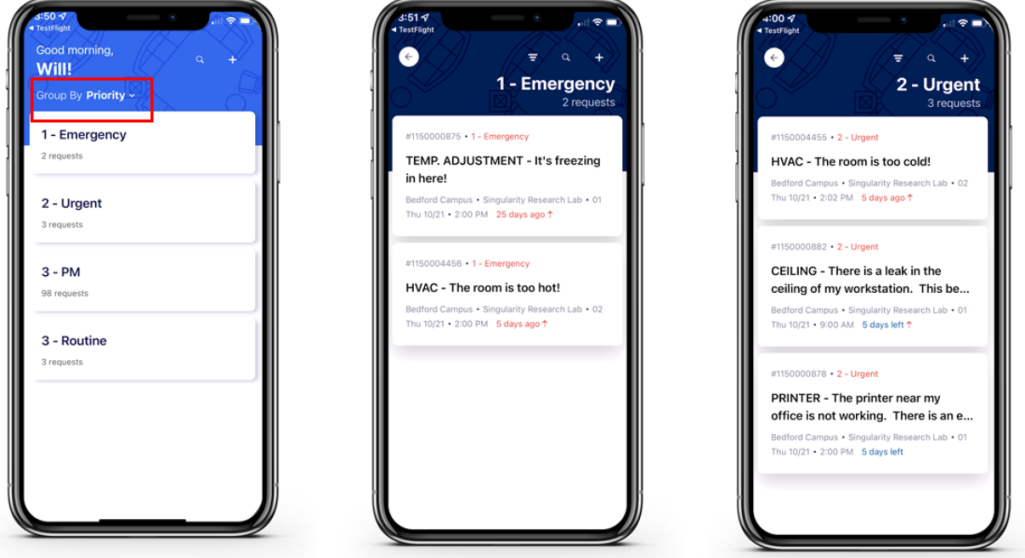 3:50
◀ TestFlight
Good morning,
Will!
Group By Priority
1 - Emergency
2 requests
2 - Urgent
3 requests
3 - PM
98 requests
3 - Routine
3 requests
3:51
◀ TestFlight
1 - Emergency
2 requests
#1150000875 • 1 - Emergency
TEMP. ADJUSTMENT - It's freezing
in here!
Bedford Campus • Singularity Research Lab • 01
Thu 10/21 • 2:00 PM 25 days ago ↑
#1150004456 • 1 - Emergency
HVAC - The room is too hot!
Bedford Campus • Singularity Research Lab • 02
Thu 10/21 • 2:00 PM 5 days ago ↑
4:00
◀ TestFlight
2 - Urgent
3 requests
#1150004455 • 2 - Urgent
HVAC - The room is too cold!
Bedford Campus • Singularity Research Lab • 02
Thu 10/21 • 2:02 PM 5 days ago ↑
#1150000882 • 2 - Urgent
CEILING - There is a leak in the
ceiling of my workstation. This be...
Bedford Campus • Singularity Research Lab • 01
Thu 10/21 • 9:00 AM 5 days left ↑
#1150000878 • 2 - Urgent
PRINTER - The printer near my
office is not working. There is an e...
Bedford Campus • Singularity Research Lab • 01
Thu 10/21 • 2:00 PM 5 days left